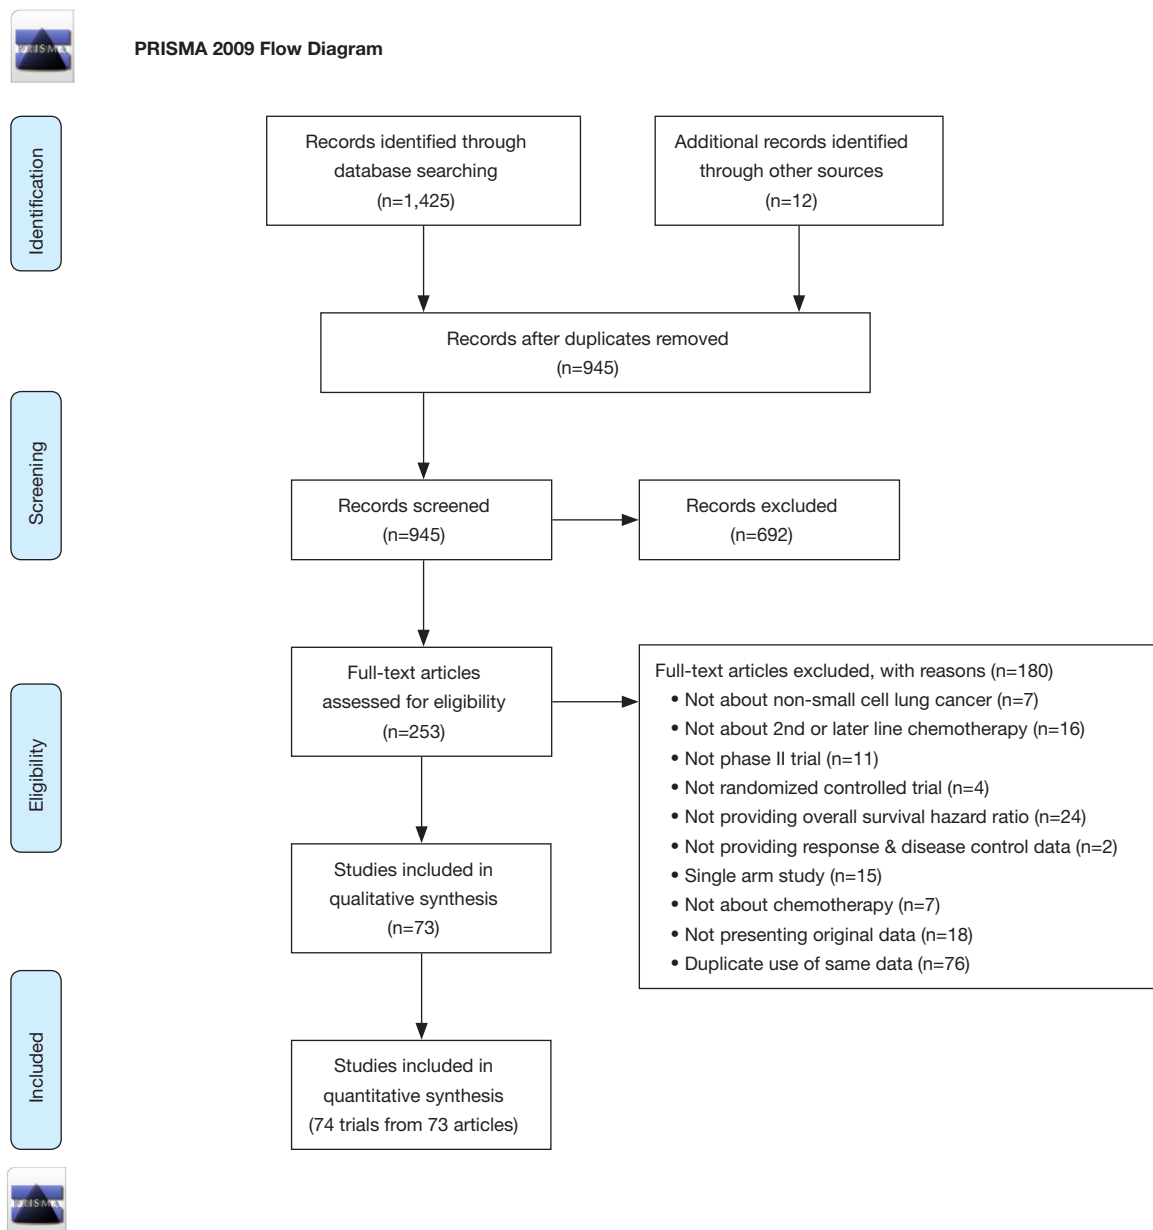 PRISMA
PRISMA 2009 Flow Diagram
Identification
Records identified through
database searching
(n=1,425)
Additional records identified
through other sources
(n=12)
Records after duplicates removed
(n=945)
Screening
Records screened
(n=945)
Records excluded
(n=692)
Eligibility
Full-text articles
assessed for eligibility
(n=253)
Full-text articles excluded, with reasons (n=180)
• Not about non-small cell lung cancer (n=7)
• Not about 2nd or later line chemotherapy (n=16)
• Not phase II trial (n=11)
• Not randomized controlled trial (n=4)
• Not providing overall survival hazard ratio (n=24)
• Not providing response & disease control data (n=2)
• Single arm study (n=15)
• Not about chemotherapy (n=7)
• Not presenting original data (n=18)
• Duplicate use of same data (n=76)
Studies included in
qualitative synthesis
(n=73)
Included
Studies included in
quantitative synthesis
(74 trials from 73 articles)
PRISMA